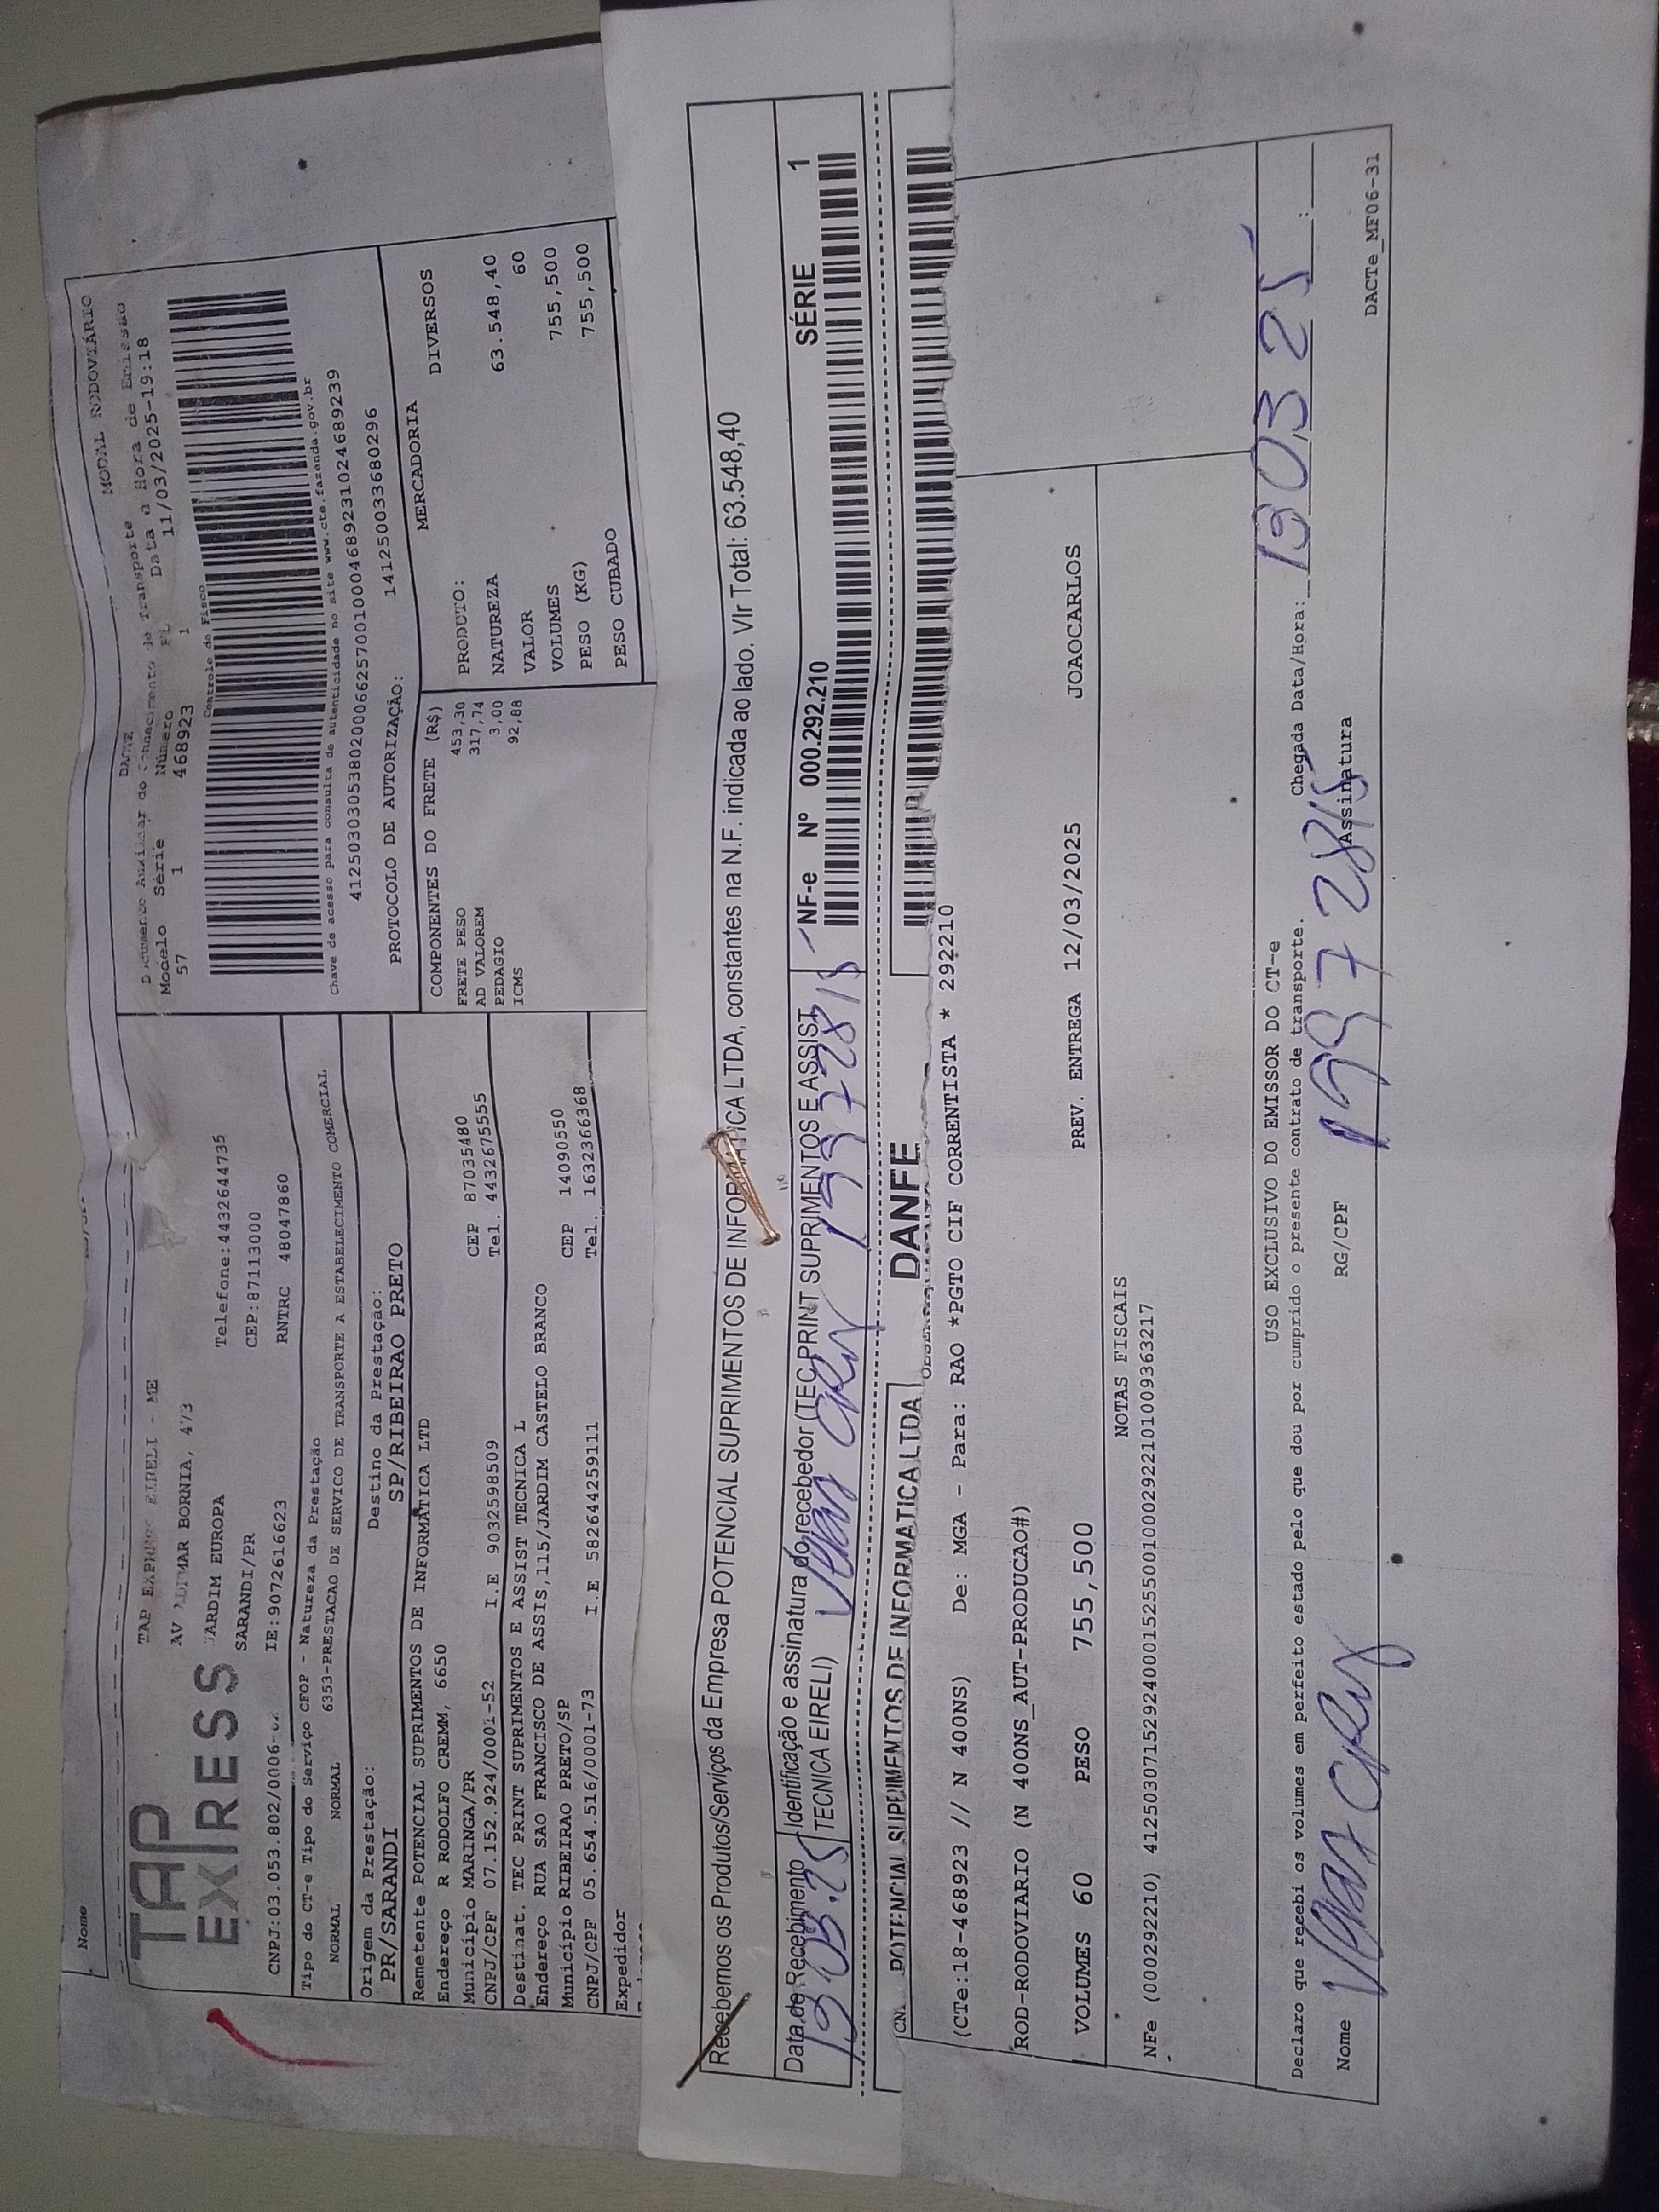 Nome
TAP
EXPRESS
TAP EXPRESS EIRELI - ME
AV ADEMAR BORNIA, 473
JARDIM EUROPA Telefone:4432644735
SARANDI/PR CEP:87113000
CNPJ:03.053.802/0006- IE:9072616623 RNTRC 48047860
Tipo do CT-e Tipo do Serviço CFOP - Natureza da Prestação
NORMAL NORMAL 6353-PRESTACAO DE SERVICO DE TRANSPORTE A ESTABELECIMENTO COMERCIAL
Origem da Prestação: Destino da Prestação:
PR/SARANDI SP/RIBEIRAO PRETO
Remetente POTENCIAL SUPRIMENTOS DE INFORMATICA LTD
Endereço R RODOLFO CREMM, 6650
Município MARINGA/PR CEP 87035480
CNPJ/CPF 07.152.924/0001-52 I.E 9032598509 Tel. 4432675555
Destinat. TEC PRINT SUPRIMENTOS E ASSIST TECNICA L
Endereço RUA SAO FRANCISCO DE ASSIS,115/JARDIM CASTELO BRANCO
Município RIBEIRAO PRETO/SP CEP 14090550
CNPJ/CPF 05.654.516/0001-73 I.E 582644259111 Tel. 1632366368
Expedidor
DACTE MODAL RODOVIÁRIO
Documento Auxiliar do Conhecimento de Transporte
Modelo Série Número FL Data e Hora de Emissão
57 1 468923 1 11/03/2025-19:18
Controle do Fisco
Chave de acesso para consulta de autenticidade no site www.cte.fazenda.gov.br
41250303053802000662570010004689231024689239
PROTOCOLO DE AUTORIZAÇÃO: 141250033680296
COMPONENTES DO FRETE (R$)
FRETE PESO 453,30
AD VALOREM 317,74
PEDAGIO 3,00
ICMS 92,88
MERCADORIA
PRODUTO: DIVERSOS
NATUREZA
VALOR 63.548,40
VOLUMES 60
PESO (KG) 755,500
PESO CUBADO 755,500
Recebemos os Produtos/Serviços da Empresa POTENCIAL SUPRIMENTOS DE INFORMATICA LTDA, constantes na N.F. indicada ao lado. Vlr Total: 63.548,40
Data de Recebimento Identificação e assinatura do recebedor (TEC PRINT SUPRIMENTOS E ASSIST NF-e Nº 000.292.210 SÉRIE 1
TECNICA EIRELI)
POTENCIAL SUPRIMENTOS DE INFORMATICA LTDA DANFE
(CTe:18-468923 // N 400NS) De: MGA - Para: RAO *PGTO CIF CORRENTISTA * 292210
ROD-RODOVIARIO (N 400NS_AUT-PRODUCAO#)
VOLUMES 60 PESO 755,500 PREV. ENTREGA 12/03/2025 JOAOCARLOS
NOTAS FISCAIS
NFe (000292210) 41250307152924000152550010002922101009363217
USO EXCLUSIVO DO EMISSOR DO CT-e
Declaro que recebi os volumes em perfeito estado pelo que dou por cumprido o presente contrato de transporte. Chegada Data/Hora: 19 03 25 :
Nome RG/CPF Assinatura
DACTe_MF06-31